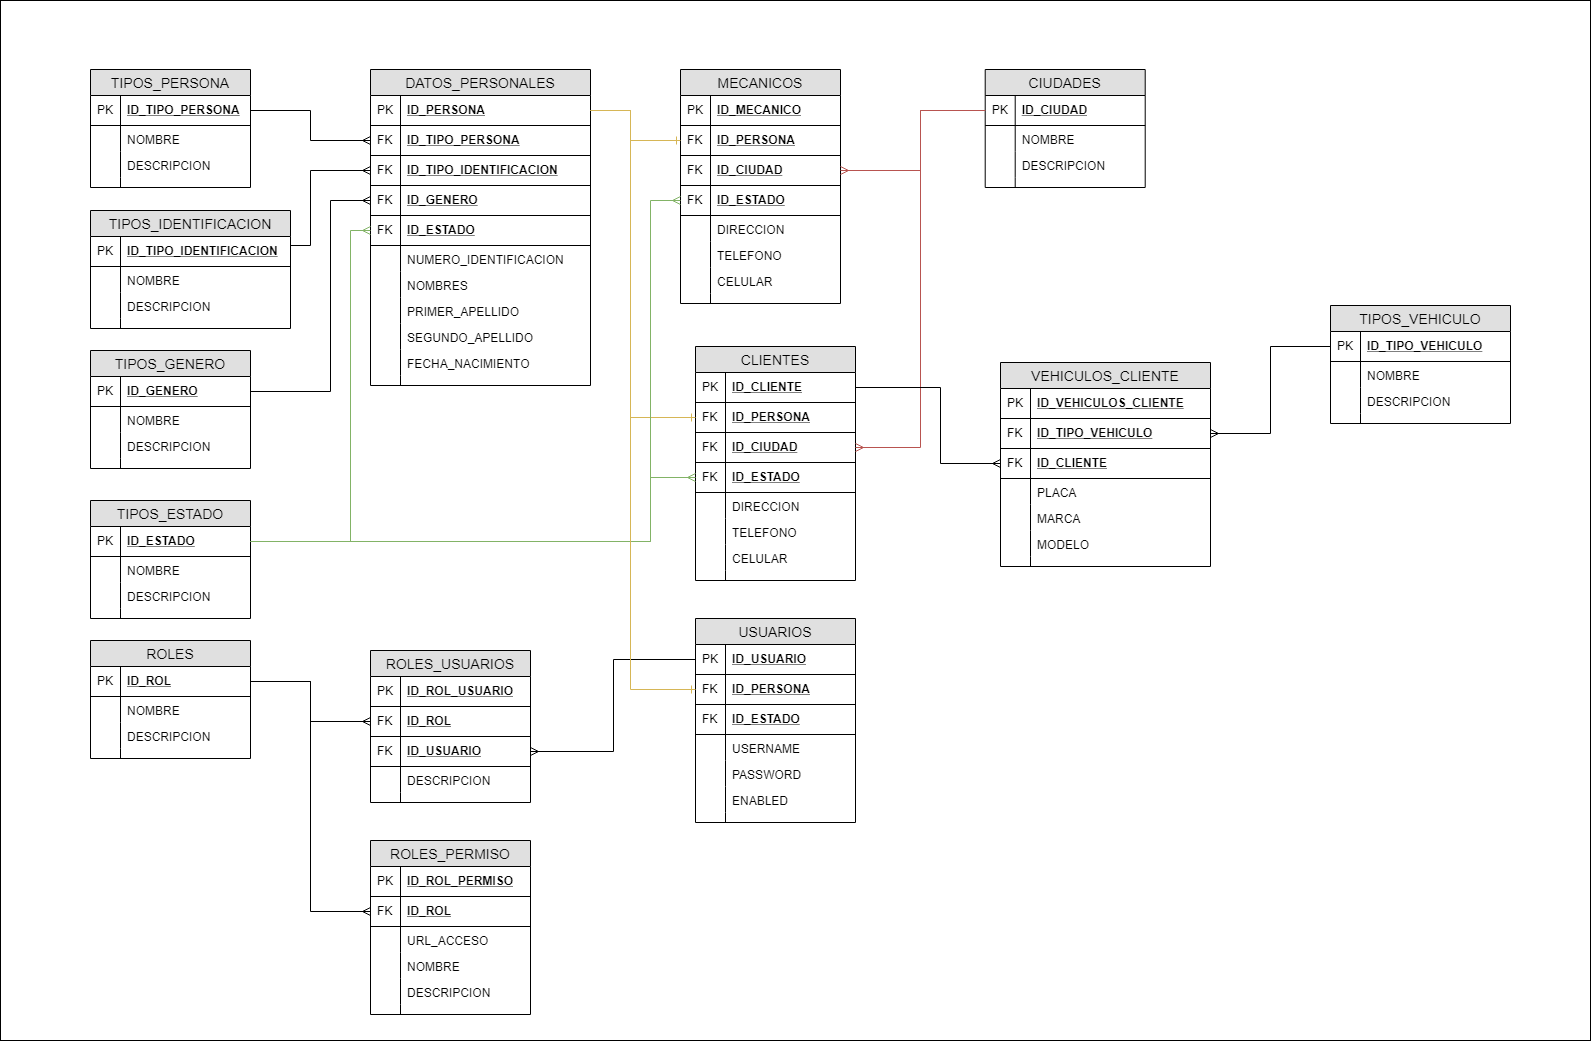 TIPOS_PERSONA
PK ID_TIPO_PERSONA
NOMBRE
DESCRIPCION
TIPOS_IDENTIFICACION
PK ID_TIPO_IDENTIFICACION
NOMBRE
DESCRIPCION
TIPOS_GENERO
PK ID_GENERO
NOMBRE
DESCRIPCION
TIPOS_ESTADO
PK ID_ESTADO
NOMBRE
DESCRIPCION
ROLES
PK ID_ROL
NOMBRE
DESCRIPCION
DATOS_PERSONALES
PK ID_PERSONA
FK ID_TIPO_PERSONA
FK ID_TIPO_IDENTIFICACION
FK ID_GENERO
FK ID_ESTADO
NUMERO_IDENTIFICACION
NOMBRES
PRIMER_APELLIDO
SEGUNDO_APELLIDO
FECHA_NACIMIENTO
ROLES_USUARIOS
PK ID_ROL_USUARIO
FK ID_ROL
FK ID_USUARIO
DESCRIPCION
ROLES_PERMISO
PK ID_ROL_PERMISO
FK ID_ROL
URL_ACCESO
NOMBRE
DESCRIPCION
MECANICOS
PK ID_MECANICO
FK ID_PERSONA
FK ID_CIUDAD
FK ID_ESTADO
DIRECCION
TELEFONO
CELULAR
CLIENTES
PK ID_CLIENTE
FK ID_PERSONA
FK ID_CIUDAD
FK ID_ESTADO
DIRECCION
TELEFONO
CELULAR
USUARIOS
PK ID_USUARIO
FK ID_PERSONA
FK ID_ESTADO
USERNAME
PASSWORD
ENABLED
CIUDADES
PK ID_CIUDAD
NOMBRE
DESCRIPCION
VEHICULOS_CLIENTE
PK ID_VEHICULOS_CLIENTE
FK ID_TIPO_VEHICULO
FK ID_CLIENTE
PLACA
MARCA
MODELO
TIPOS_VEHICULO
PK ID_TIPO_VEHICULO
NOMBRE
DESCRIPCION